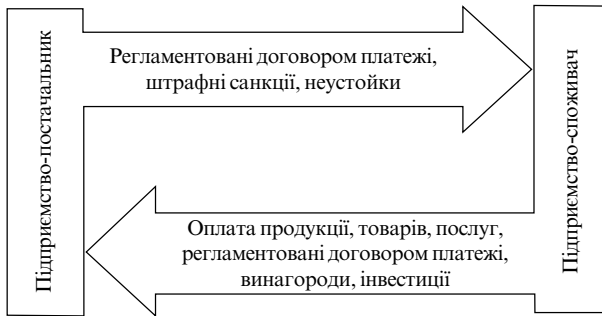 Підприємство-постачальник
Регламентовані договором платежі,
штрафні санкції, неустойки
Оплата продукції, товарів, послуг,
регламентовані договором платежі,
винагороди, інвестиції
Підприємство-споживач